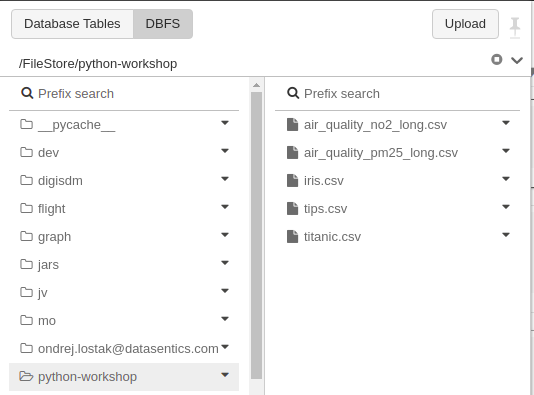 Database Tables DBFS Upload
/FileStore/python-workshop
Prefix search
__pycache__
dev
digisdm
flight
graph
jars
jv
mo
ondrej.lostak@datasentics.com
python-workshop
Prefix search
air_quality_no2_long.csv
air_quality_pm25_long.csv
iris.csv
tips.csv
titanic.csv